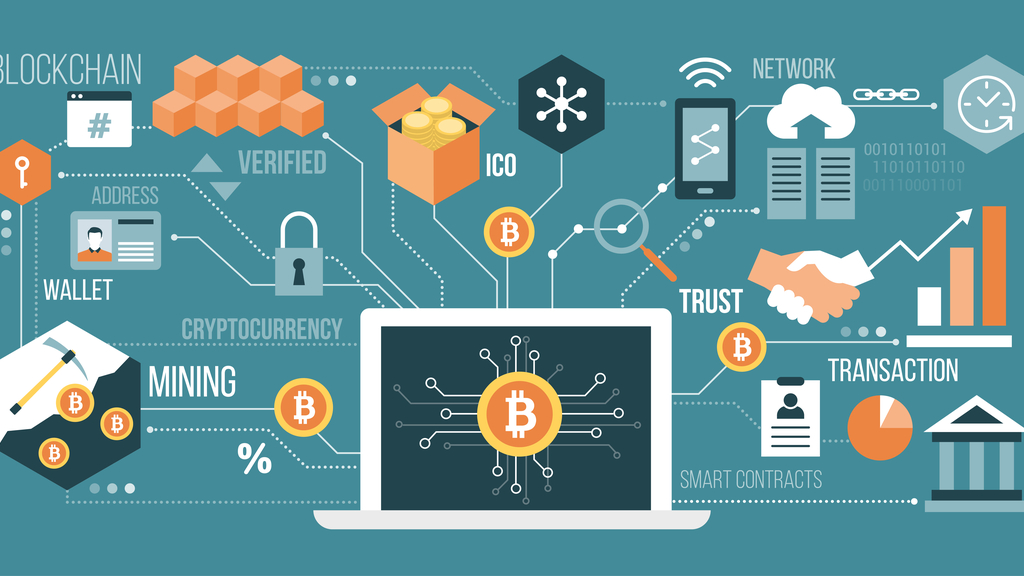 BLOCKCHAIN
#
VERIFIED
ADDRESS
WALLET
ICO
NETWORK
0010110101
11010110110
001110001101
CRYPTOCURRENCY
TRUST
MINING
%
TRANSACTION
SMART CONTRACTS